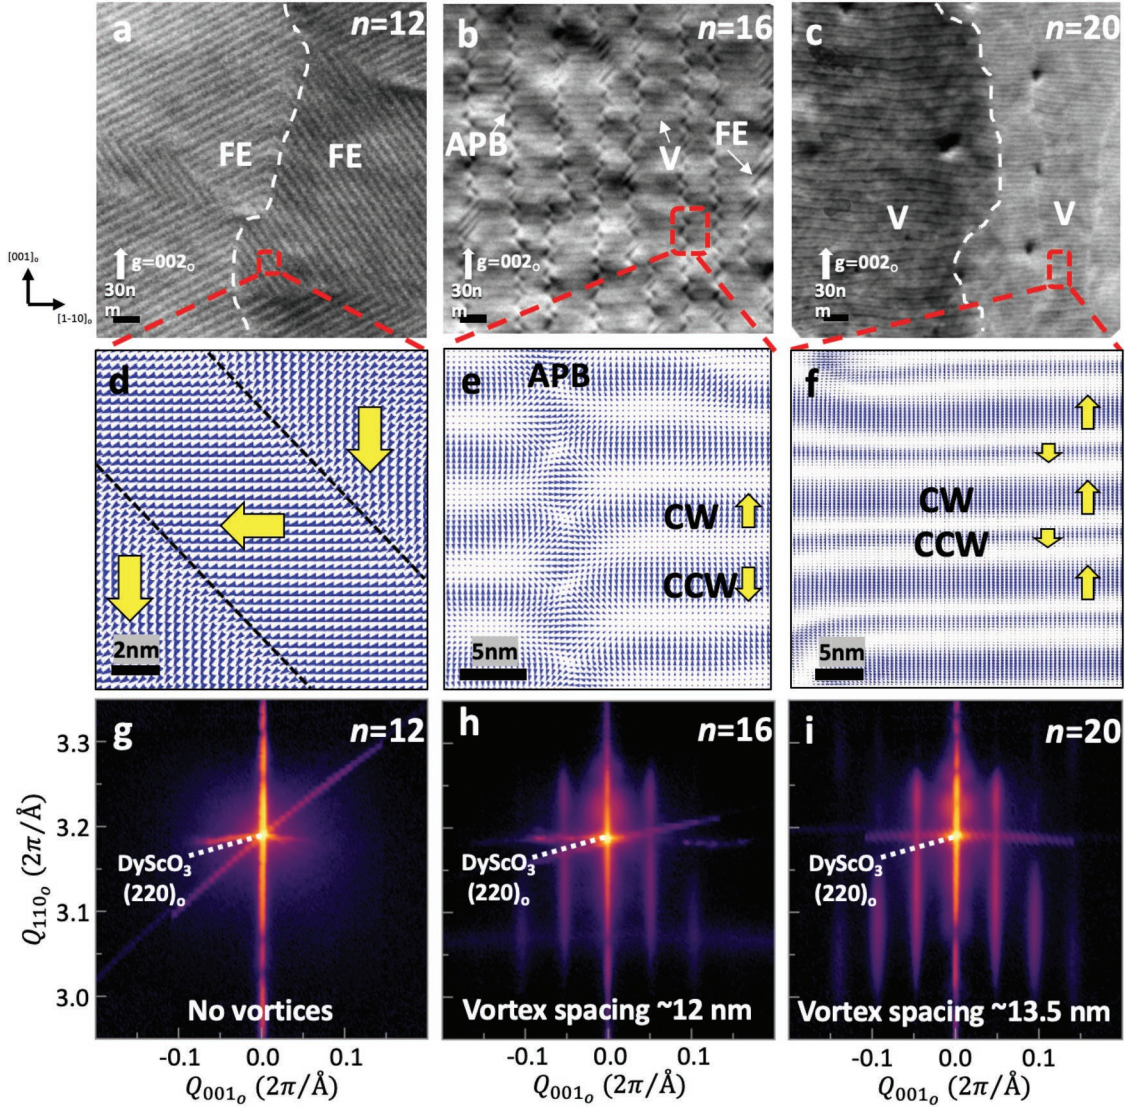 a
n=12
FE
FE
[001]o
[1-10]o
g=002o
30n
m
b
n=16
APB
V
FE
g=002o
30n
m
c
n=20
V
V
g=002o
30n
m
d
2nm
e
APB
CW
CCW
5nm
f
CW
CCW
5nm
g
n=12
3.3
3.2
3.1
3.0
Q110o (2π/Å)
DyScO3
(220)o
No vortices
-0.1
0.0
0.1
Q001o (2π/Å)
h
n=16
DyScO3
(220)o
Vortex spacing ~12 nm
-0.1
0.0
0.1
Q001o (2π/Å)
i
n=20
DyScO3
(220)o
Vortex spacing ~13.5 nm
-0.1
0.0
0.1
Q001o (2π/Å)